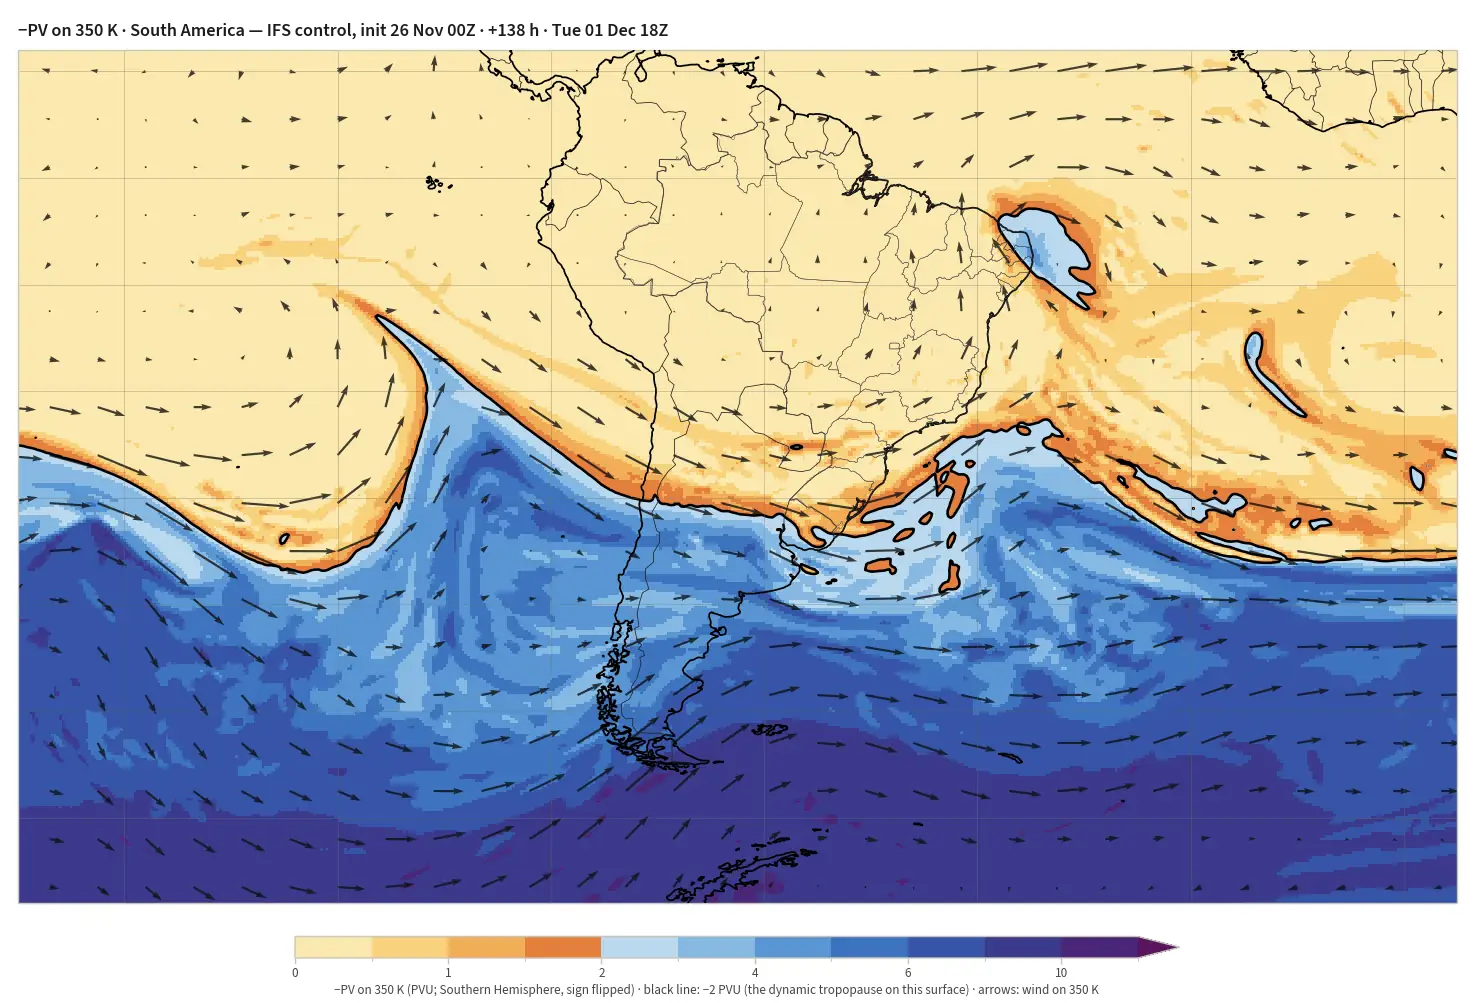 −PV on 350 K · South America — IFS control, init 26 Nov 00Z · +138 h · Tue 01 Dec 18Z
0 1 2 4 6 10
−PV on 350 K (PVU; Southern Hemisphere, sign flipped) · black line: −2 PVU (the dynamic tropopause on this surface) · arrows: wind on 350 K